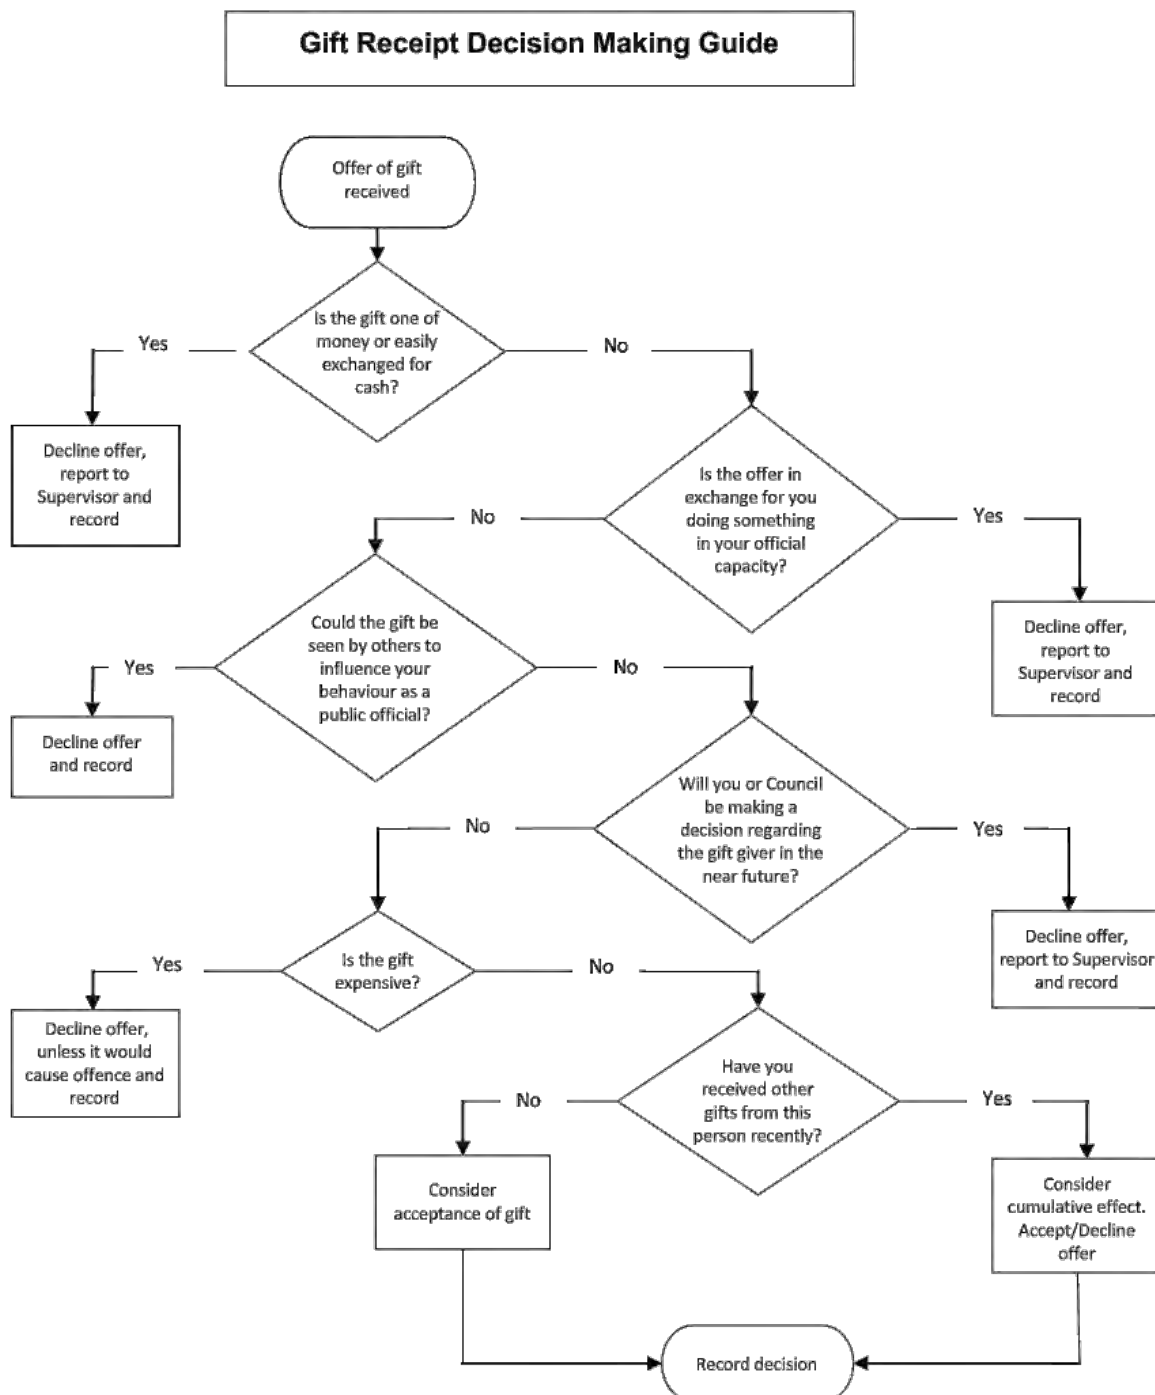 Gift Receipt Decision Making Guide
Offer of gift
received
Is the gift one of
money or easily
exchanged for
cash?
Yes
No
Decline offer,
report to
Supervisor and
record
Is the offer in
exchange for you
doing something
in your official
capacity?
No
Yes
Could the gift be
seen by others to
influence your
behaviour as a
public official?
Decline offer,
report to
Supervisor and
record
Yes
No
Decline offer
and record
Will you or Council
be making a
decision regarding
the gift giver in the
near future?
No
Yes
Is the gift
expensive?
Decline offer,
report to Supervisor
and record
Yes
No
Decline offer,
unless it would
cause offence and
record
Have you
received other
gifts from this
person recently?
No
Yes
Consider
acceptance of gift
Consider
cumulative effect.
Accept/Decline
offer
Record decision